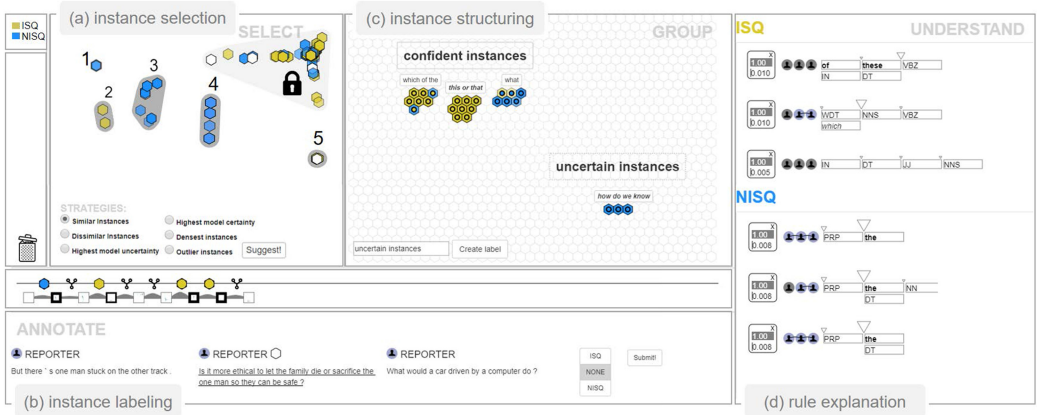 ISQ
NISQ
(a) instance selection
SELECT
1
2
3
4
5
STRATEGIES:
Similar Instances
Dissimilar Instances
Highest model uncertainty
Highest model certainty
Densest instances
Outlier instances
Suggest!
(c) instance structuring
GROUP
confident instances
which of the
this or that
what
uncertain instances
how do we know
uncertain instances
Create label
ANNOTATE
REPORTER
But there ' s one man stuck on the other track .
REPORTER
Is it more ethical to let the family die or sacrifice the
one man so they can be safe ?
REPORTER
What would a car driven by a computer do ?
ISQ
NONE
NISQ
Submit!
(b) instance labeling
ISQ
UNDERSTAND
x
1.00
0.010
of these VBZ
IN DT
x
1.00
0.010
WDT NNS VBZ
which
x
1.00
0.005
IN DT JJ NNS
NISQ
x
1.00
0.008
PRP the
x
1.00
0.008
PRP the NN
DT
x
1.00
0.008
PRP the
DT
(d) rule explanation